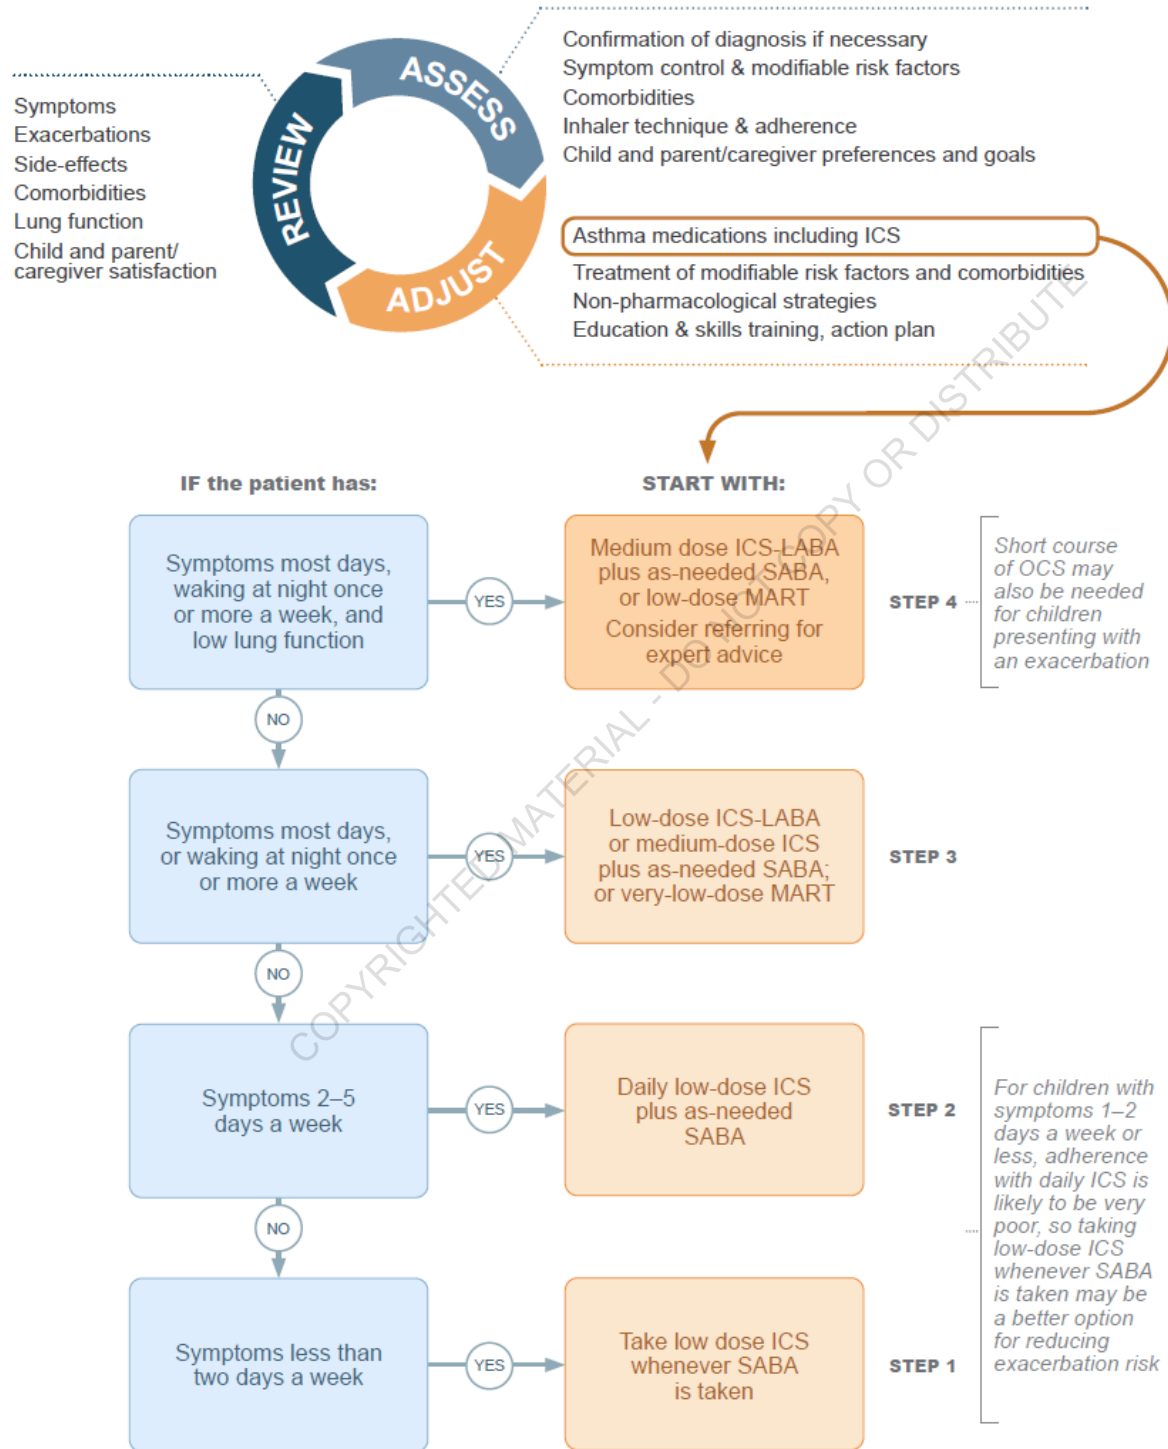 ASSESS
REVIEW
ADJUST
Symptoms
Exacerbations
Side-effects
Comorbidities
Lung function
Child and parent/
caregiver satisfaction
Confirmation of diagnosis if necessary
Symptom control & modifiable risk factors
Comorbidities
Inhaler technique & adherence
Child and parent/caregiver preferences and goals
Asthma medications including ICS
Treatment of modifiable risk factors and comorbidities
Non-pharmacological strategies
Education & skills training, action plan
IF the patient has:
START WITH:
Symptoms most days,
waking at night once
or more a week, and
low lung function
YES
Medium dose ICS-LABA
plus as-needed SABA,
or low-dose MART
Consider referring for
expert advice
STEP 4
Short course
of OCS may
also be needed
for children
presenting with
an exacerbation
NO
Symptoms most days,
or waking at night once
or more a week
YES
Low-dose ICS-LABA
or medium-dose ICS
plus as-needed SABA;
or very-low-dose MART
STEP 3
NO
Symptoms 2–5
days a week
YES
Daily low-dose ICS
plus as-needed
SABA
STEP 2
For children with
symptoms 1–2
days a week or
less, adherence
with daily ICS is
likely to be very
poor, so taking
low-dose ICS
whenever SABA
is taken may be
a better option
for reducing
exacerbation risk
NO
Symptoms less than
two days a week
YES
Take low dose ICS
whenever SABA
is taken
STEP 1
COPYRIGHTED MATERIAL - DO NOT COPY OR DISTRIBUTE